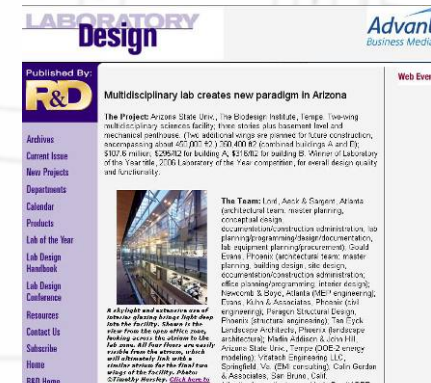 LABORATORY
Design
Advant
Business Media
Published By:
R&D
Web Even
Multidisciplinary lab creates new paradigm in Arizona
The Project: Arizona State Univ., The Biodesign Institute, Tempe. Two-wing
multidisciplinary sciences facility; three stories plus basement level and
mechanical penthouse. (Two additional wings are planned for future construction,
encompassing about 450,000 ft2.) 350,400 ft2 (combined buildings A and B);
$107.6 million; $295/ft2 for building A, $316/ft2 for building B. Winner of Laboratory
of the Year title, 2006 Laboratory of the Year competition, for overall design quality
and functionality.
Archives
Current Issue
New Projects
Departments
Calendar
Products
Lab of the Year
Lab Design
Handbook
Lab Design
Conference
Resources
Contact Us
Subscribe
Home
R&D Home
A skylight and extensive use of
interior glazing brings light deep
into the facility. Shown is the
view from the open office zone,
looking across the atrium to the
lab zone. All four floors are easily
visible from the atrium, which
will ultimately link with a
similar atrium for the final two
wings of the facility. Photo:
©Timothy Hursley. Click here to
The Team: Lord, Aeck & Sargent, Atlanta
(architectural team: master planning,
conceptual design,
documentation/construction administration, lab
planning/programming/design/documentation,
lab equipment planning/procurement); Gould
Evans, Phoenix (architectural team: master
planning, building design, site design,
documentation/construction administration;
office planning/programming; interior design);
Newcomb & Boyd, Atlanta (MEP engineering);
Evans, Kuhn & Associates, Phoenix (civil
engineering); Paragon Structural Design,
Phoenix (structural engineering); Ten Eyck
Landscape Architects, Phoenix (landscape
architecture); Marlin Addison & John Hill,
Arizona State Univ., Tempe (DOE-2 energy
modeling); Vitatech Engineering LLC,
Springfield, Va. (EMI consulting); Colin Gordon
& Associates, San Bruno, Calif.